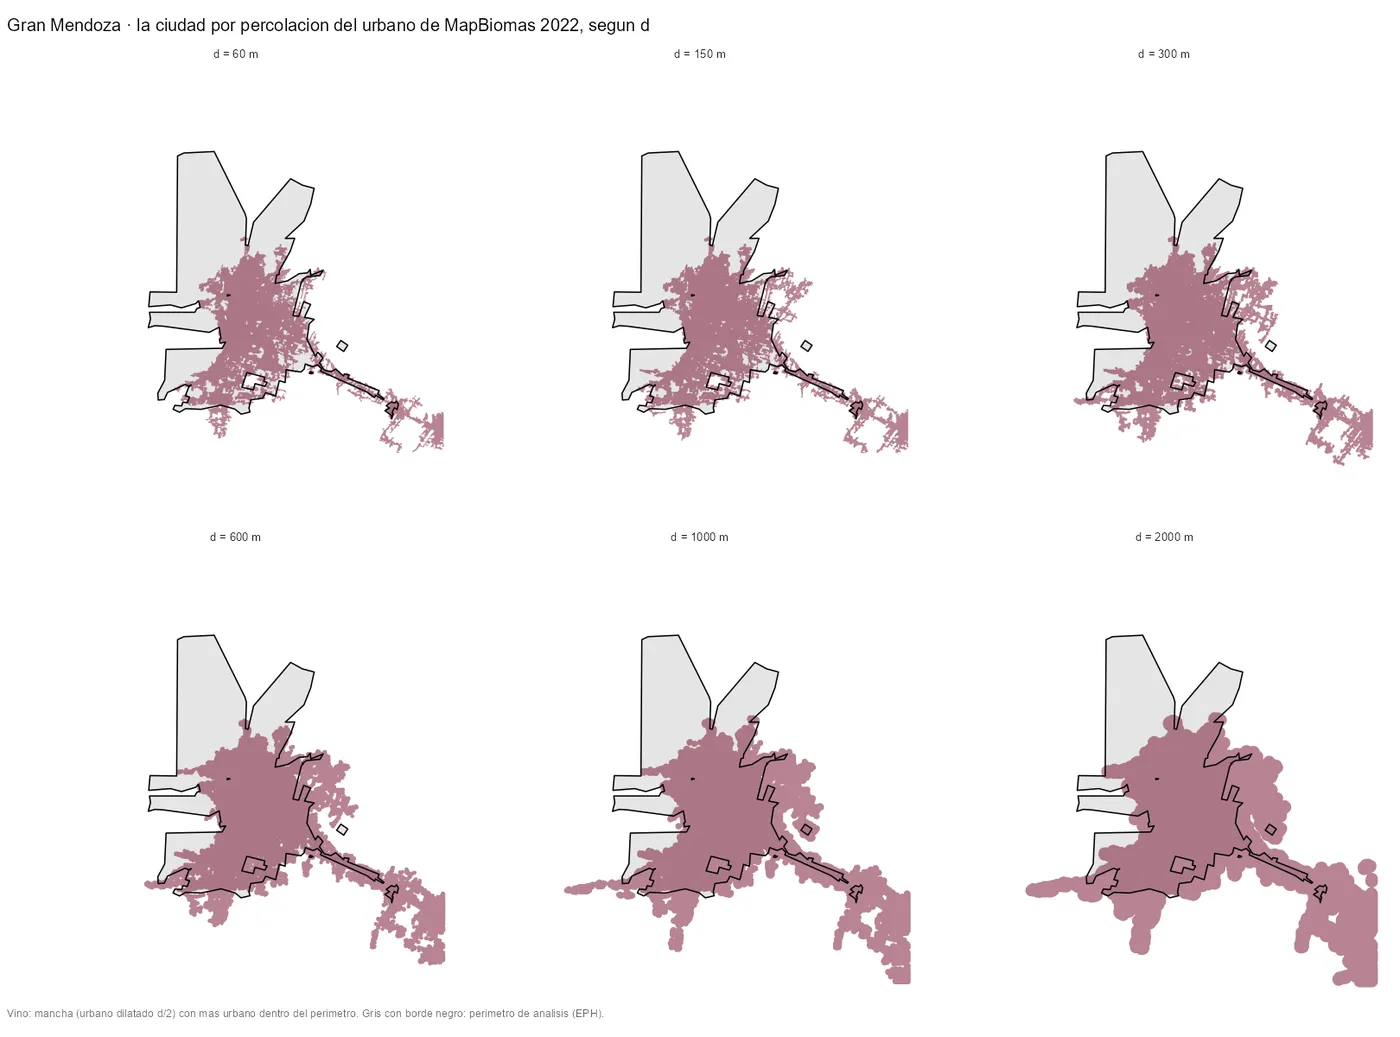 Gran Mendoza · la ciudad por percolacion del urbano de MapBiomas 2022, segun d
d = 60 m
d = 150 m
d = 300 m
d = 600 m
d = 1000 m
d = 2000 m
Vino: mancha (urbano dilatado d/2) con mas urbano dentro del perimetro. Gris con borde negro: perimetro de analisis (EPH).